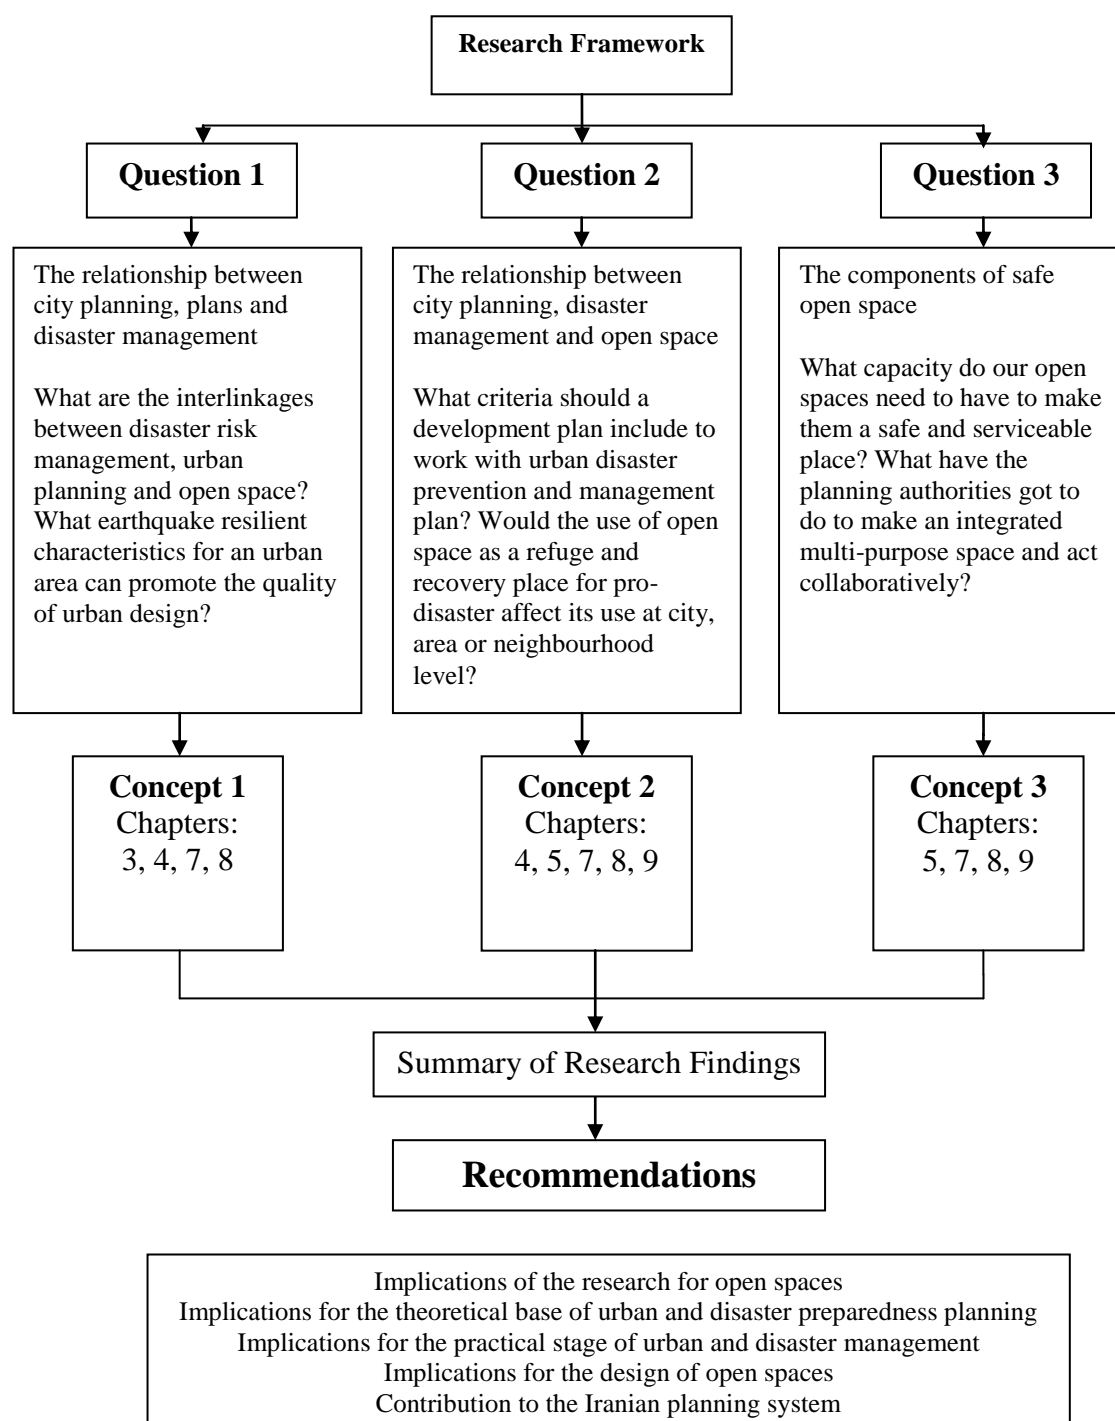 Research Framework
Question 1
Question 2
Question 3
The relationship between
city planning, plans and
disaster management
What are the interlinkages
between disaster risk
management, urban
planning and open space?
What earthquake resilient
characteristics for an urban
area can promote the quality
of urban design?
The relationship between
city planning, disaster
management and open space
What criteria should a
development plan include to
work with urban disaster
prevention and management
plan? Would the use of open
space as a refuge and
recovery place for pro-
disaster affect its use at city,
area or neighbourhood
level?
The components of safe
open space
What capacity do our open
spaces need to have to make
them a safe and serviceable
place? What have the
planning authorities got to
do to make an integrated
multi-purpose space and act
collaboratively?
Concept 1
Chapters:
3, 4, 7, 8
Concept 2
Chapters:
4, 5, 7, 8, 9
Concept 3
Chapters:
5, 7, 8, 9
Summary of Research Findings
Recommendations
Implications of the research for open spaces
Implications for the theoretical base of urban and disaster preparedness planning
Implications for the practical stage of urban and disaster management
Implications for the design of open spaces
Contribution to the Iranian planning system